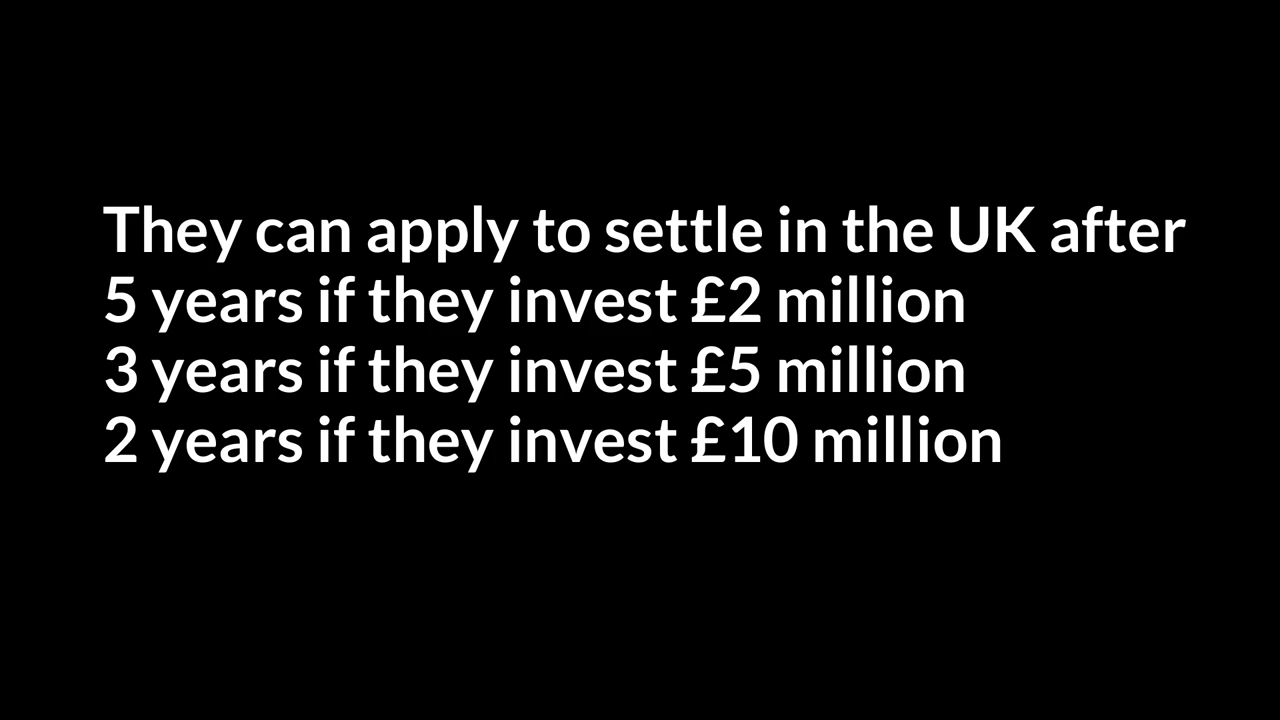 They can apply to settle in the UK after
5 years if they invest £2 million
3 years if they invest £5 million
2 years if they invest £10 million